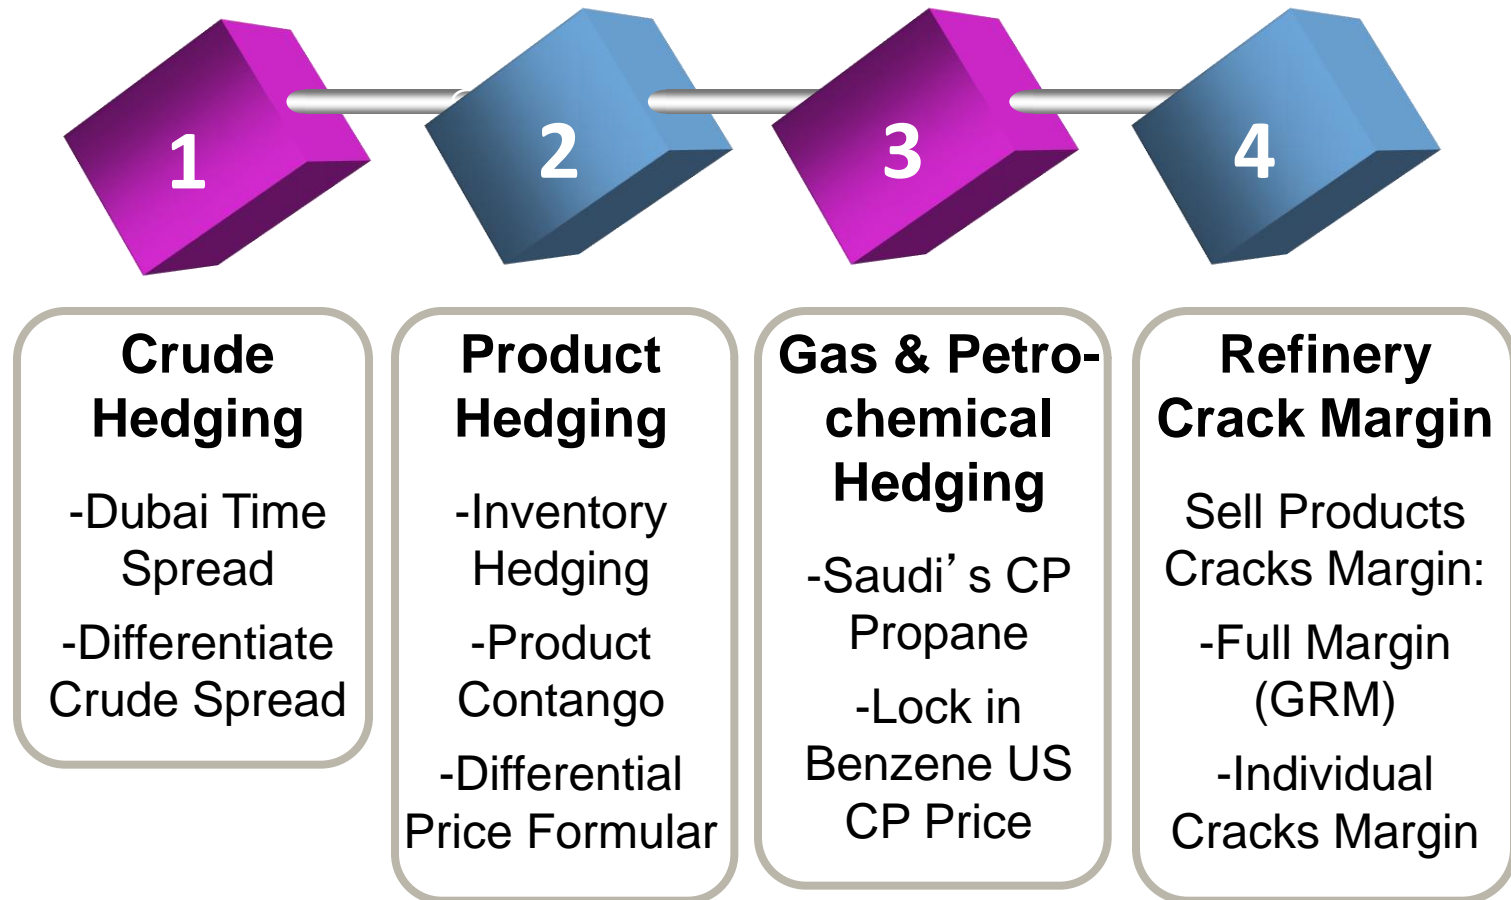 1
2
3
4
Crude
Hedging
-Dubai Time
Spread
-Differentiate
Crude Spread
Product
Hedging
-Inventory
Hedging
-Product
Contango
-Differential
Price Formular
Gas & Petro-
chemical
Hedging
-Saudi’s CP
Propane
-Lock in
Benzene US
CP Price
Refinery
Crack Margin
Sell Products
Cracks Margin:
-Full Margin
(GRM)
-Individual
Cracks Margin